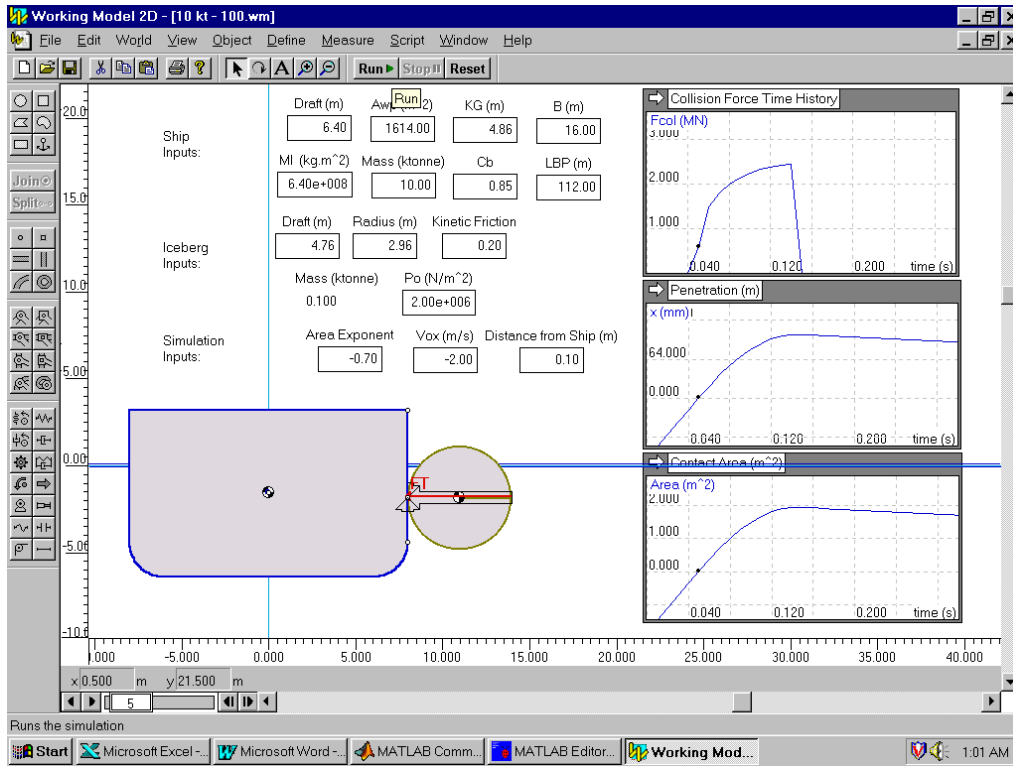 Working Model 2D - [10 kt - 100.wm]
File Edit World View Object Define Measure Script Window Help
A Run Stop Reset
Run
Join
Split
Ship
Inputs:
Draft (m) KG (m) B (m)
6.40 1614.00 4.86 16.00
MI (kg.m^2) Mass (ktonne) Cb LBP (m)
6.40e+008 10.00 0.85 112.00
Iceberg
Inputs:
Draft (m) Radius (m) Kinetic Friction
4.76 2.96 0.20
Mass (ktonne) Po (N/m^2)
0.100 2.00e+006
Simulation
Inputs:
Area Exponent Vox (m/s) Distance from Ship (m)
-0.70 -2.00 0.10
20.0
15.0
10.0
5.00
0.00
-5.00
-10.0
FT
Collision Force Time History
Fcol (MN)
3.000
2.000
1.000
0.040 0.120 0.200 time (s)
Penetration (m)
x (mm)
64.000
0.000
0.040 0.120 0.200 time (s)
Contact Area (m^2)
Area (m^2)
2.000
1.000
0.000
0.040 0.120 0.200 time (s)
-5.000 0.000 5.000 10.000 15.000 20.000 25.000 30.000 35.000 40.000
x 0.500 m y 21.500 m
5
Runs the simulation
Start Microsoft Excel -... Microsoft Word -... MATLAB Comm... MATLAB Editor... Working Mod... 1:01 AM